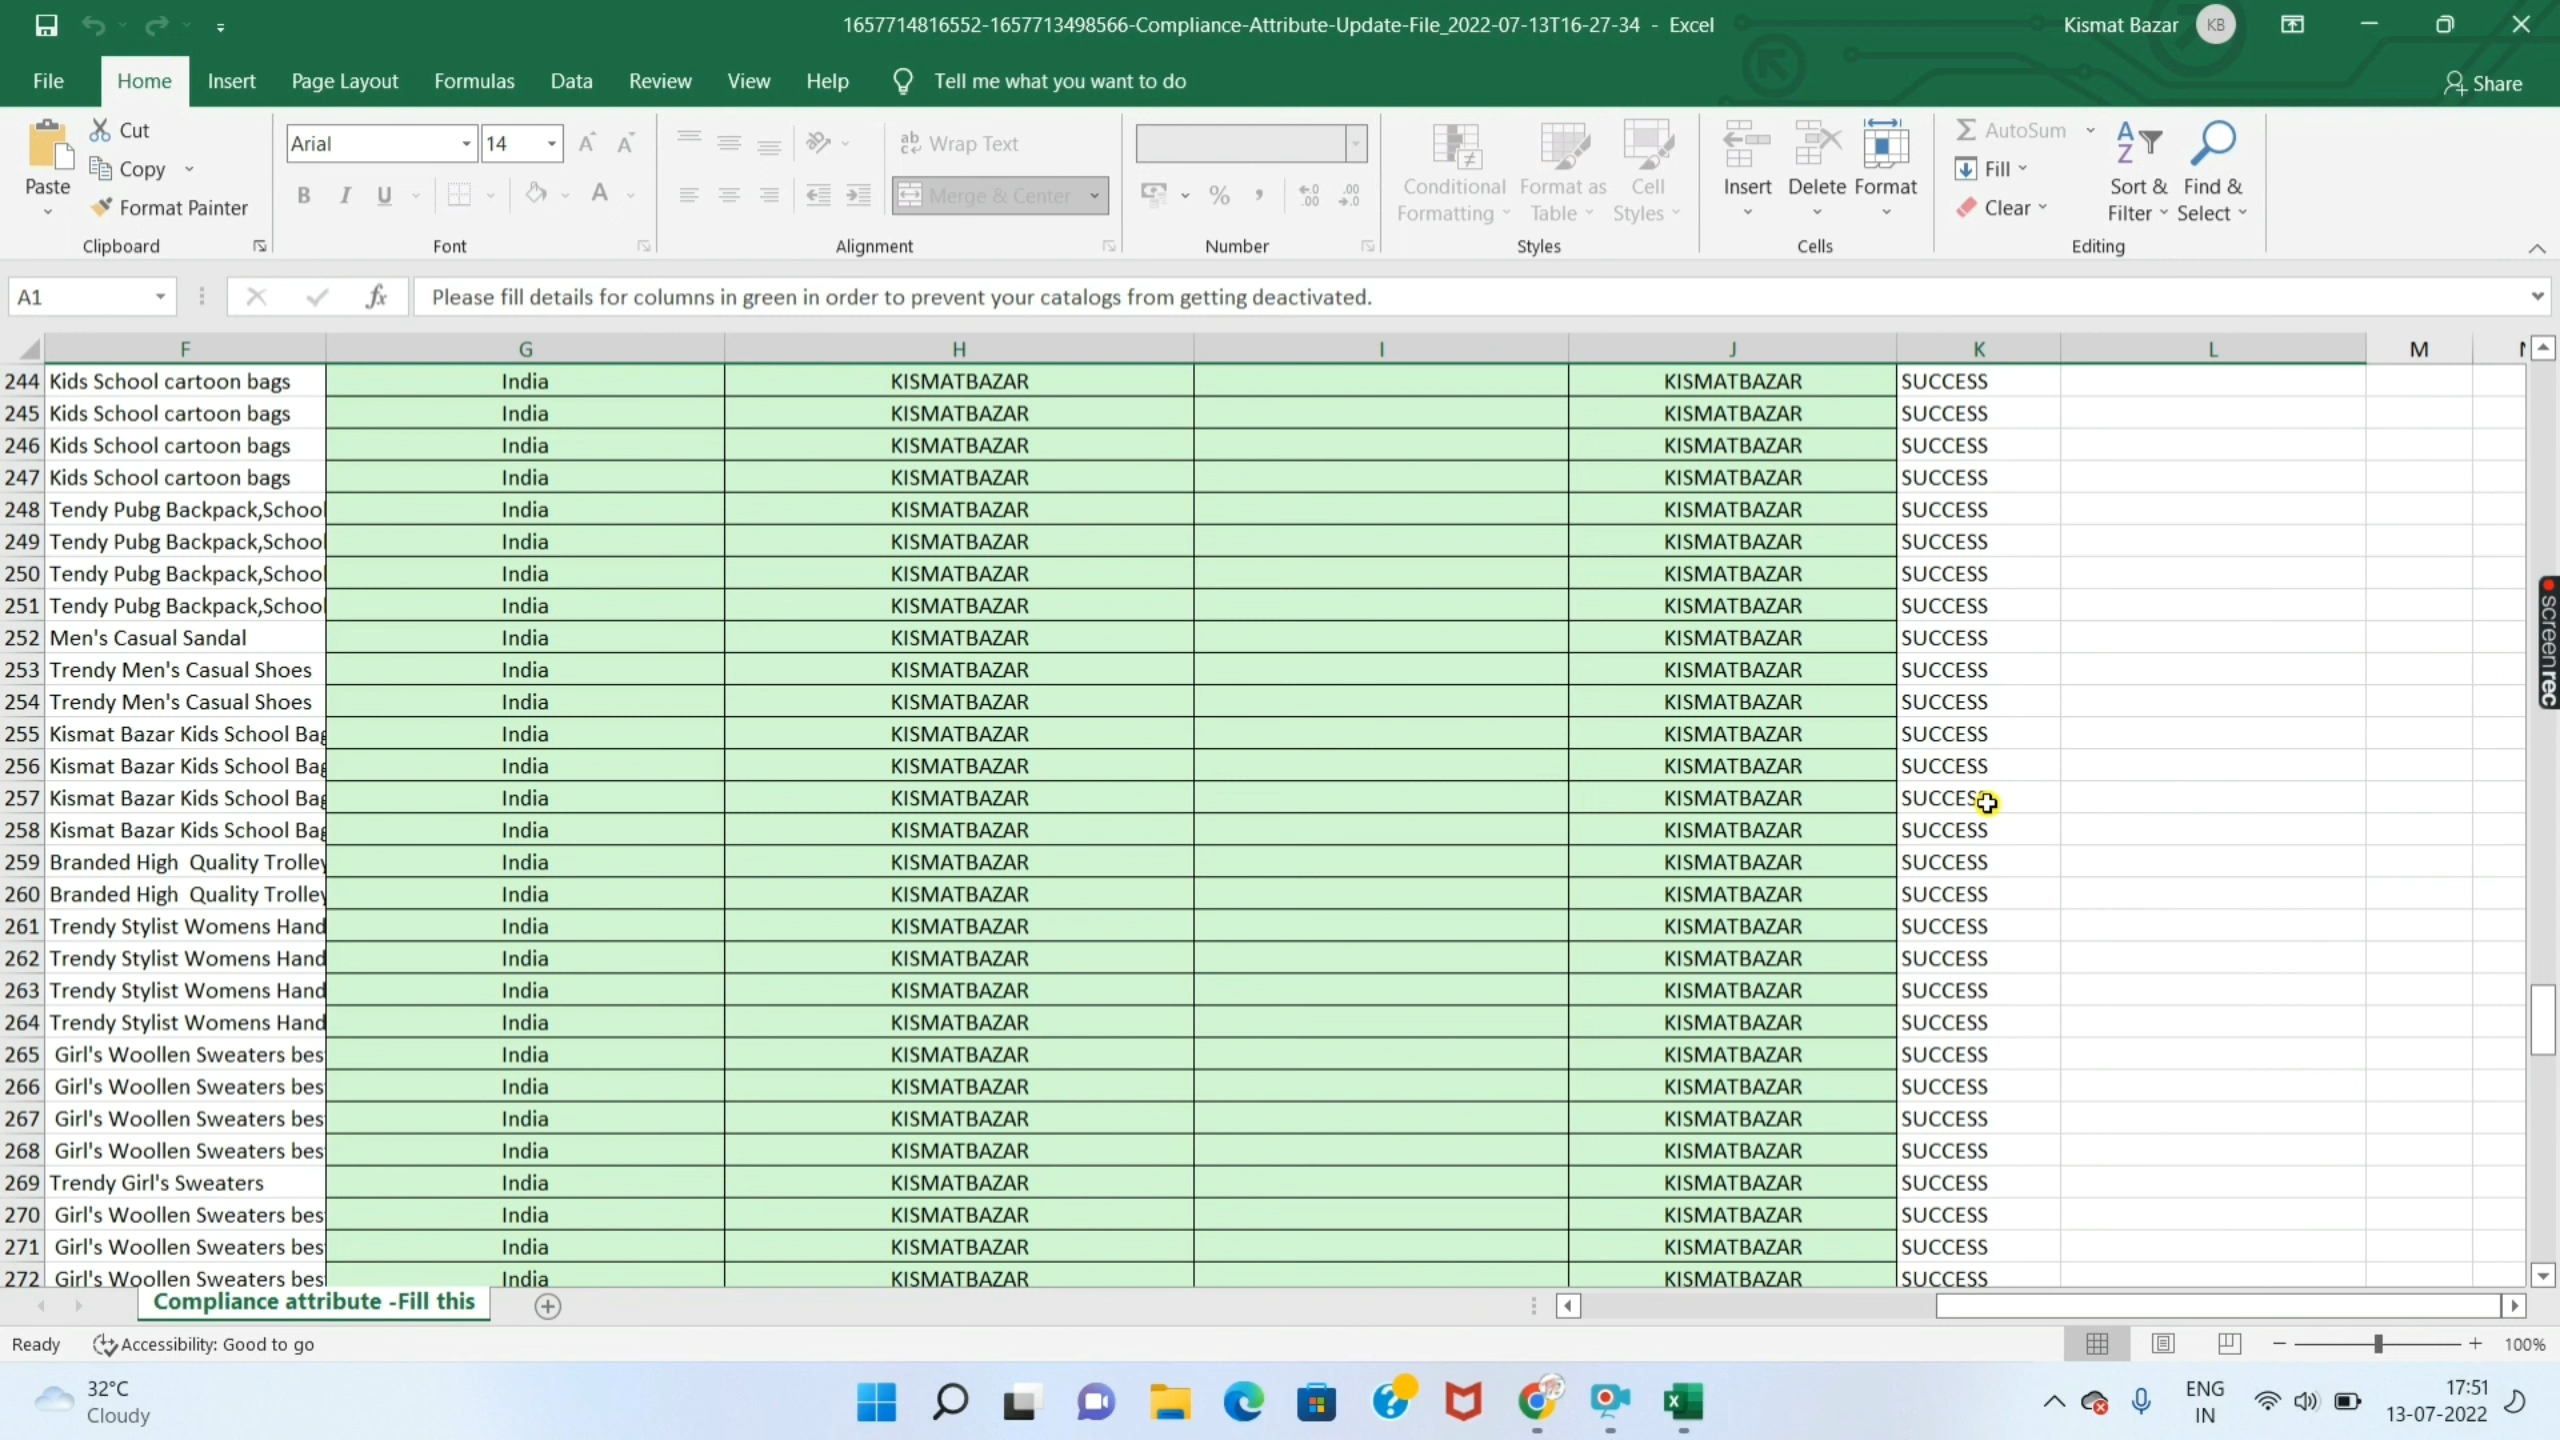 1657714816552-1657713498566-Compliance-Attribute-Update-File_2022-07-13T16-27-34 - Excel
Kismat Bazar KB
File Home Insert Page Layout Formulas Data Review View Help Tell me what you want to do Share
Paste
Cut
Copy
Format Painter
Clipboard
Arial 14
B I U
Font
Wrap Text
Merge & Center
Alignment
Number
Conditional Formatting
Format as Table
Cell Styles
Styles
Insert Delete Format
Cells
AutoSum
Fill
Clear
Sort & Filter
Find & Select
Editing
A1 fx Please fill details for columns in green in order to prevent your catalogs from getting deactivated.
F G H I J K L M
244 Kids School cartoon bags India KISMATBAZAR KISMATBAZAR SUCCESS
245 Kids School cartoon bags India KISMATBAZAR KISMATBAZAR SUCCESS
246 Kids School cartoon bags India KISMATBAZAR KISMATBAZAR SUCCESS
247 Kids School cartoon bags India KISMATBAZAR KISMATBAZAR SUCCESS
248 Tendy Pubg Backpack,School India KISMATBAZAR KISMATBAZAR SUCCESS
249 Tendy Pubg Backpack,School India KISMATBAZAR KISMATBAZAR SUCCESS
250 Tendy Pubg Backpack,School India KISMATBAZAR KISMATBAZAR SUCCESS
251 Tendy Pubg Backpack,School India KISMATBAZAR KISMATBAZAR SUCCESS
252 Men's Casual Sandal India KISMATBAZAR KISMATBAZAR SUCCESS
253 Trendy Men's Casual Shoes India KISMATBAZAR KISMATBAZAR SUCCESS
254 Trendy Men's Casual Shoes India KISMATBAZAR KISMATBAZAR SUCCESS
255 Kismat Bazar Kids School Bag India KISMATBAZAR KISMATBAZAR SUCCESS
256 Kismat Bazar Kids School Bag India KISMATBAZAR KISMATBAZAR SUCCESS
257 Kismat Bazar Kids School Bag India KISMATBAZAR KISMATBAZAR SUCCESS
258 Kismat Bazar Kids School Bag India KISMATBAZAR KISMATBAZAR SUCCESS
259 Branded High Quality Trolley India KISMATBAZAR KISMATBAZAR SUCCESS
260 Branded High Quality Trolley India KISMATBAZAR KISMATBAZAR SUCCESS
261 Trendy Stylist Womens Hand India KISMATBAZAR KISMATBAZAR SUCCESS
262 Trendy Stylist Womens Hand India KISMATBAZAR KISMATBAZAR SUCCESS
263 Trendy Stylist Womens Hand India KISMATBAZAR KISMATBAZAR SUCCESS
264 Trendy Stylist Womens Hand India KISMATBAZAR KISMATBAZAR SUCCESS
265 Girl's Woollen Sweaters bes India KISMATBAZAR KISMATBAZAR SUCCESS
266 Girl's Woollen Sweaters bes India KISMATBAZAR KISMATBAZAR SUCCESS
267 Girl's Woollen Sweaters bes India KISMATBAZAR KISMATBAZAR SUCCESS
268 Girl's Woollen Sweaters bes India KISMATBAZAR KISMATBAZAR SUCCESS
269 Trendy Girl's Sweaters India KISMATBAZAR KISMATBAZAR SUCCESS
270 Girl's Woollen Sweaters bes India KISMATBAZAR KISMATBAZAR SUCCESS
271 Girl's Woollen Sweaters bes India KISMATBAZAR KISMATBAZAR SUCCESS
272 Girl's Woollen Sweaters bes India KISMATBAZAR KISMATBAZAR SUCCESS
screenrec
Compliance attribute -Fill this
Ready Accessibility: Good to go 100%
32°C
Cloudy
ENG
IN
17:51
13-07-2022